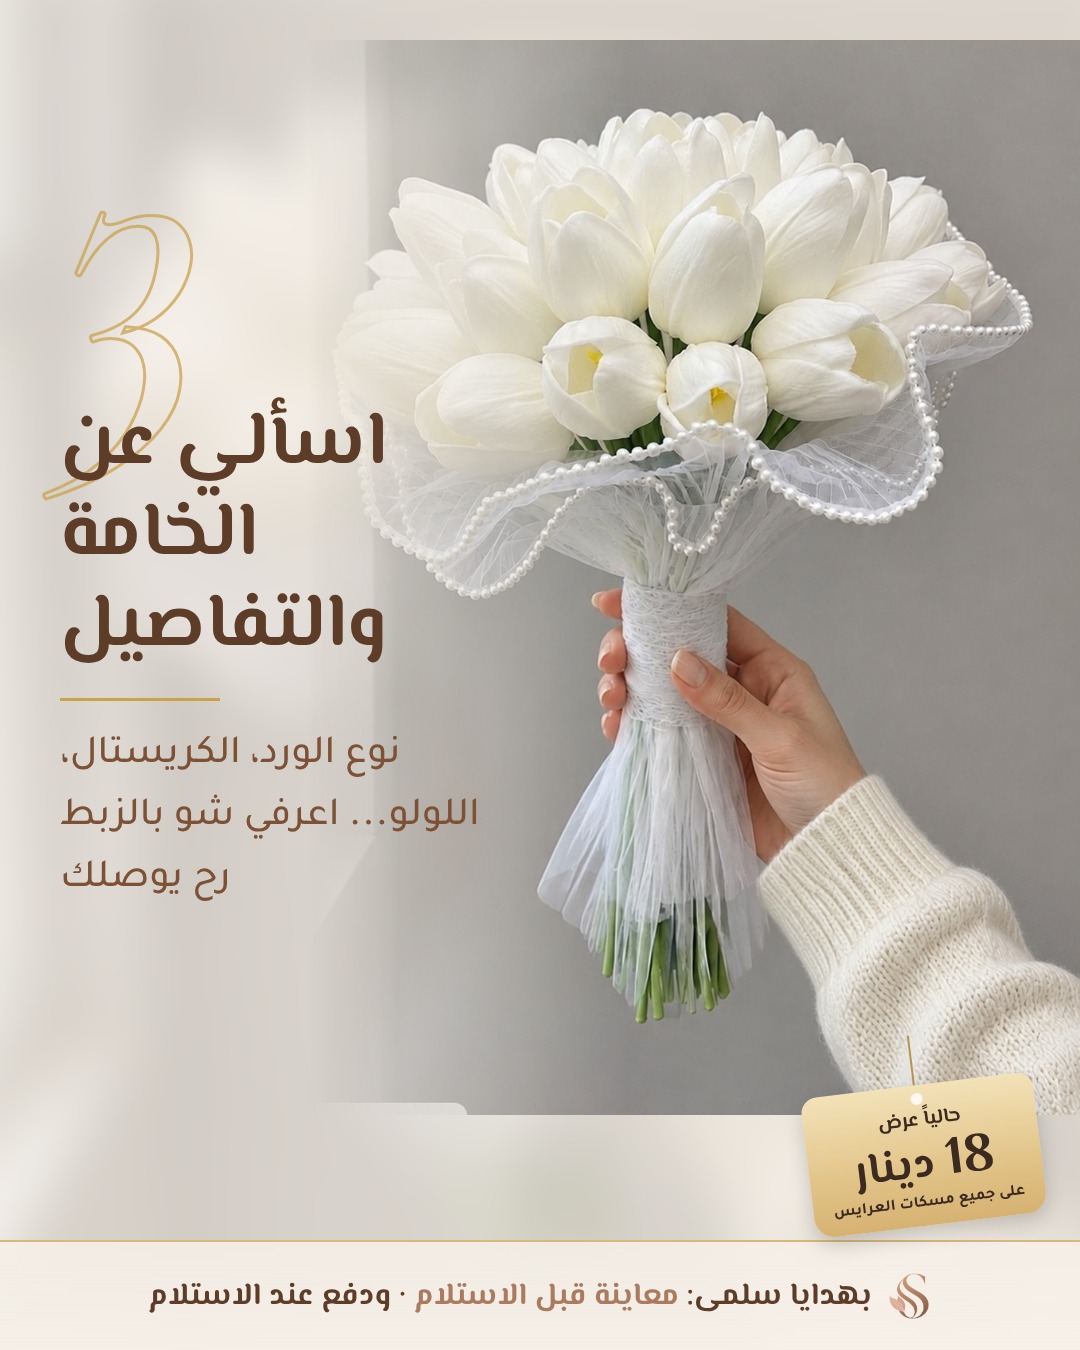 3
اسألي عن
الخامة
والتفاصيل
نوع الورد، الكريستال،
اللولو... اعرفي شو بالزبط
رح يوصلك
حالياً عرض
18 دينار
على جميع مسكات العرايس
بهدايا سلمى: معاينة قبل الاستلام · ودفع عند الاستلام